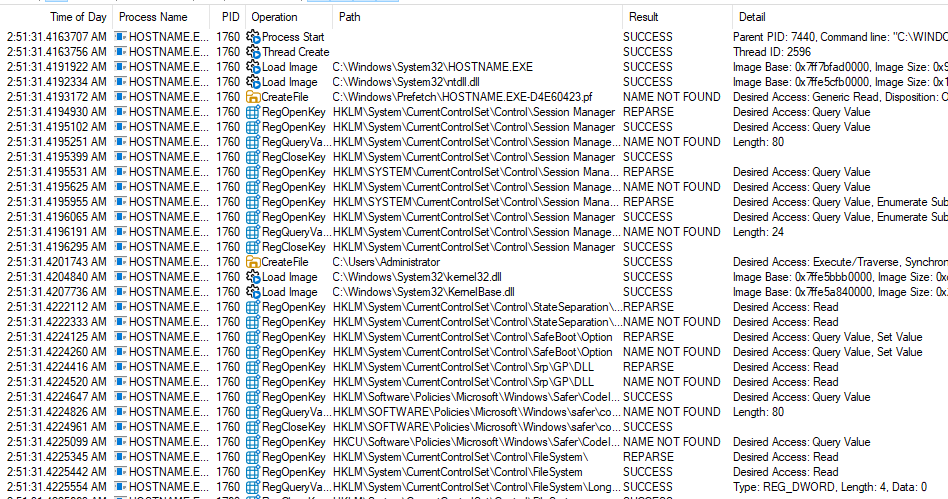 Time of Day Process Name PID Operation Path Result Detail
2:51:31.4163707 AM HOSTNAME.E... 1760 Process Start SUCCESS Parent PID: 7440, Command line: "C:\WINDO
2:51:31.4163756 AM HOSTNAME.E... 1760 Thread Create SUCCESS Thread ID: 2596
2:51:31.4191922 AM HOSTNAME.E... 1760 Load Image C:\Windows\System32\HOSTNAME.EXE SUCCESS Image Base: 0x7ff7bfad0000, Image Size: 0x9
2:51:31.4192334 AM HOSTNAME.E... 1760 Load Image C:\Windows\System32\ntdll.dll SUCCESS Image Base: 0x7ffe5cfb0000, Image Size: 0x1
2:51:31.4193172 AM HOSTNAME.E... 1760 CreateFile C:\Windows\Prefetch\HOSTNAME.EXE-D4E60423.pf NAME NOT FOUND Desired Access: Generic Read, Disposition: O
2:51:31.4194930 AM HOSTNAME.E... 1760 RegOpenKey HKLM\System\CurrentControlSet\Control\Session Manager REPARSE Desired Access: Query Value
2:51:31.4195102 AM HOSTNAME.E... 1760 RegOpenKey HKLM\System\CurrentControlSet\Control\Session Manager SUCCESS Desired Access: Query Value
2:51:31.4195251 AM HOSTNAME.E... 1760 RegQueryVa... HKLM\System\CurrentControlSet\Control\Session Manage... NAME NOT FOUND Length: 80
2:51:31.4195399 AM HOSTNAME.E... 1760 RegCloseKey HKLM\System\CurrentControlSet\Control\Session Manager SUCCESS
2:51:31.4195531 AM HOSTNAME.E... 1760 RegOpenKey HKLM\SYSTEM\CurrentControlSet\Control\Session Mana... REPARSE Desired Access: Query Value
2:51:31.4195625 AM HOSTNAME.E... 1760 RegOpenKey HKLM\System\CurrentControlSet\Control\Session Manage... NAME NOT FOUND Desired Access: Query Value
2:51:31.4195955 AM HOSTNAME.E... 1760 RegOpenKey HKLM\SYSTEM\CurrentControlSet\Control\Session Mana... REPARSE Desired Access: Query Value, Enumerate Sub
2:51:31.4196065 AM HOSTNAME.E... 1760 RegOpenKey HKLM\System\CurrentControlSet\Control\Session Manager SUCCESS Desired Access: Query Value, Enumerate Sub
2:51:31.4196191 AM HOSTNAME.E... 1760 RegQueryVa... HKLM\System\CurrentControlSet\Control\Session Manage... NAME NOT FOUND Length: 24
2:51:31.4196295 AM HOSTNAME.E... 1760 RegCloseKey HKLM\System\CurrentControlSet\Control\Session Manager SUCCESS
2:51:31.4201743 AM HOSTNAME.E... 1760 CreateFile C:\Users\Administrator SUCCESS Desired Access: Execute/Traverse, Synchron
2:51:31.4204840 AM HOSTNAME.E... 1760 Load Image C:\Windows\System32\kernel32.dll SUCCESS Image Base: 0x7ffe5bbb0000, Image Size:
2:51:31.4207736 AM HOSTNAME.E... 1760 Load Image C:\Windows\System32\KernelBase.dll SUCCESS Image Base: 0x7ffe5a840000, Image Size:
2:51:31.4222112 AM HOSTNAME.E... 1760 RegOpenKey HKLM\System\CurrentControlSet\Control\StateSeparation\... REPARSE Desired Access: Read
2:51:31.4222333 AM HOSTNAME.E... 1760 RegOpenKey HKLM\System\CurrentControlSet\Control\StateSeparation\... NAME NOT FOUND Desired Access: Read
2:51:31.4224125 AM HOSTNAME.E... 1760 RegOpenKey HKLM\System\CurrentControlSet\Control\SafeBoot\Option REPARSE Desired Access: Query Value, Set Value
2:51:31.4224260 AM HOSTNAME.E... 1760 RegOpenKey HKLM\System\CurrentControlSet\Control\SafeBoot\Option NAME NOT FOUND Desired Access: Query Value, Set Value
2:51:31.4224416 AM HOSTNAME.E... 1760 RegOpenKey HKLM\System\CurrentControlSet\Control\Srp\GP\DLL REPARSE Desired Access: Read
2:51:31.4224520 AM HOSTNAME.E... 1760 RegOpenKey HKLM\System\CurrentControlSet\Control\Srp\GP\DLL NAME NOT FOUND Desired Access: Read
2:51:31.4224647 AM HOSTNAME.E... 1760 RegOpenKey HKLM\Software\Policies\Microsoft\Windows\Safer\CodeI... SUCCESS Desired Access: Query Value
2:51:31.4224826 AM HOSTNAME.E... 1760 RegQueryVa... HKLM\SOFTWARE\Policies\Microsoft\Windows\safer\co... NAME NOT FOUND Length: 80
2:51:31.4224961 AM HOSTNAME.E... 1760 RegCloseKey HKLM\SOFTWARE\Policies\Microsoft\Windows\safer\co... SUCCESS
2:51:31.4225099 AM HOSTNAME.E... 1760 RegOpenKey HKCU\Software\Policies\Microsoft\Windows\Safer\CodeI... NAME NOT FOUND Desired Access: Query Value
2:51:31.4225345 AM HOSTNAME.E... 1760 RegOpenKey HKLM\System\CurrentControlSet\Control\FileSystem\ REPARSE Desired Access: Read
2:51:31.4225442 AM HOSTNAME.E... 1760 RegOpenKey HKLM\System\CurrentControlSet\Control\FileSystem SUCCESS Desired Access: Read
2:51:31.4225554 AM HOSTNAME.E... 1760 RegQueryVa... HKLM\System\CurrentControlSet\Control\FileSystem\Long... SUCCESS Type: REG_DWORD, Length: 4, Data: 0